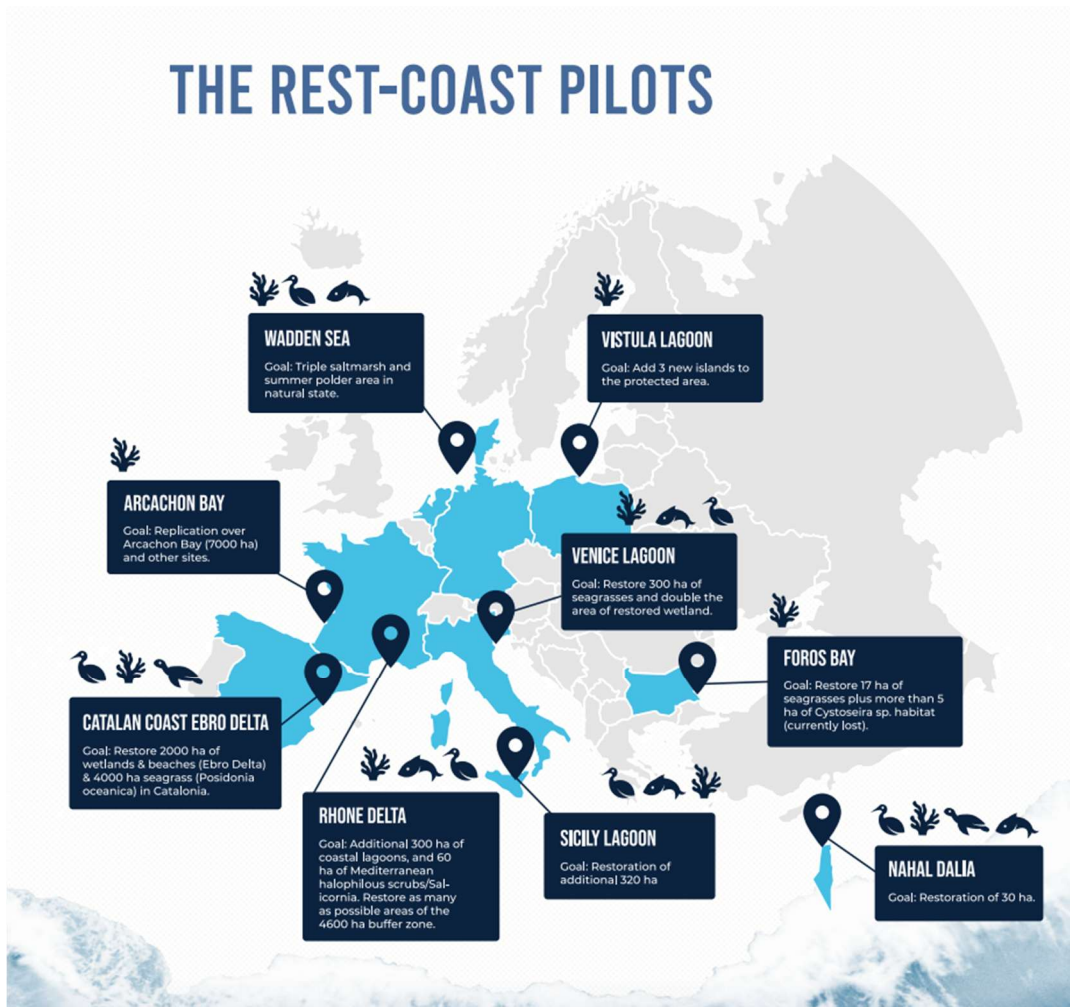 THE REST-COAST PILOTS
WADDEN SEA
Goal: Triple saltmarsh and
summer polder area in
natural state.
VISTULA LAGOON
Goal: Add 3 new islands to
the protected area.
ARCACHON BAY
Goal: Replication over
Arcachon Bay (7000 ha)
and other sites.
VENICE LAGOON
Goal: Restore 300 ha of
seagrasses and double the
area of restored wetland.
FOROS BAY
Goal: Restore 17 ha of
seagrasses plus more than 5
ha of Cystoseira sp. habitat
(currently lost).
CATALAN COAST EBRO DELTA
Goal: Restore 2000 ha of
wetlands & beaches (Ebro Delta)
& 4000 ha seagrass (Posidonia
oceanica) in Catalonia.
RHONE DELTA
Goal: Additional 300 ha of
coastal lagoons, and 60
ha of Mediterranean
halophilous scrubs/Sal-
icornia. Restore as many
as possible areas of the
4600 ha buffer zone.
SICILY LAGOON
Goal: Restoration of
additional 320 ha
NAHAL DALIA
Goal: Restoration of 30 ha.